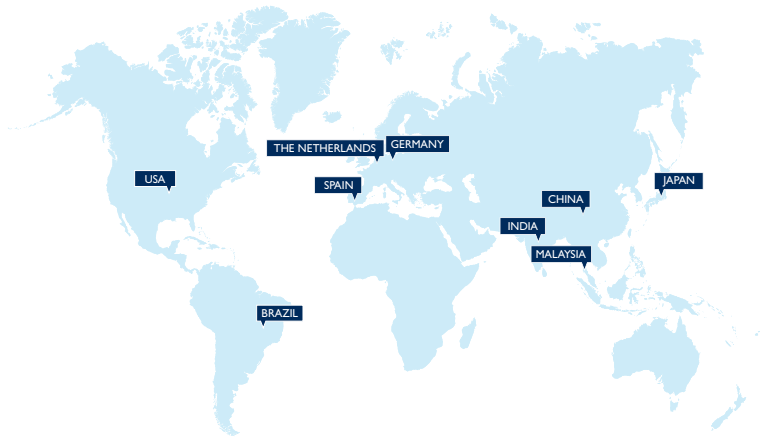 THE NETHERLANDS
GERMANY
USA
SPAIN
JAPAN
CHINA
INDIA
MALAYSIA
BRAZIL